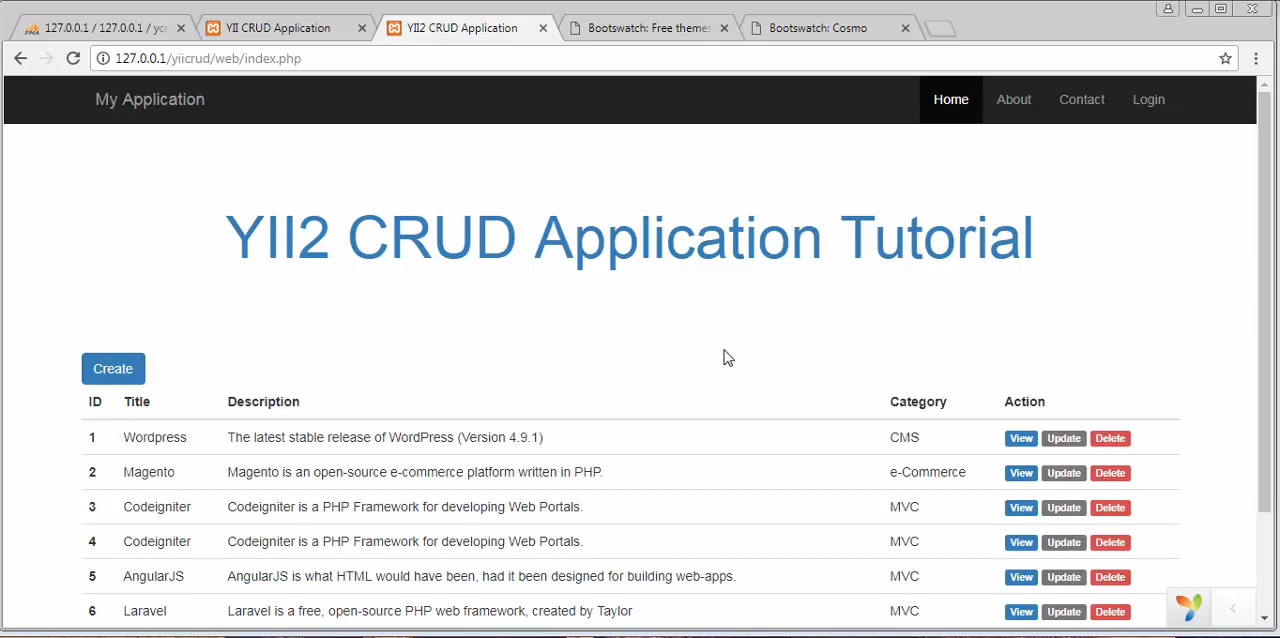 127.0.0.1 / 127.0.0.1 / ycr
YII CRUD Application
YII2 CRUD Application
Bootswatch: Free themes
Bootswatch: Cosmo
127.0.0.1/yiicrud/web/index.php
My Application
Home About Contact Login
YII2 CRUD Application Tutorial
Create
ID Title Description Category Action
1 Wordpress The latest stable release of WordPress (Version 4.9.1) CMS View Update Delete
2 Magento Magento is an open-source e-commerce platform written in PHP. e-Commerce View Update Delete
3 Codeigniter Codeigniter is a PHP Framework for developing Web Portals. MVC View Update Delete
4 Codeigniter Codeigniter is a PHP Framework for developing Web Portals. MVC View Update Delete
5 AngularJS AngularJS is what HTML would have been, had it been designed for building web-apps. MVC View Update Delete
6 Laravel Laravel is a free, open-source PHP web framework, created by Taylor MVC View Update Delete